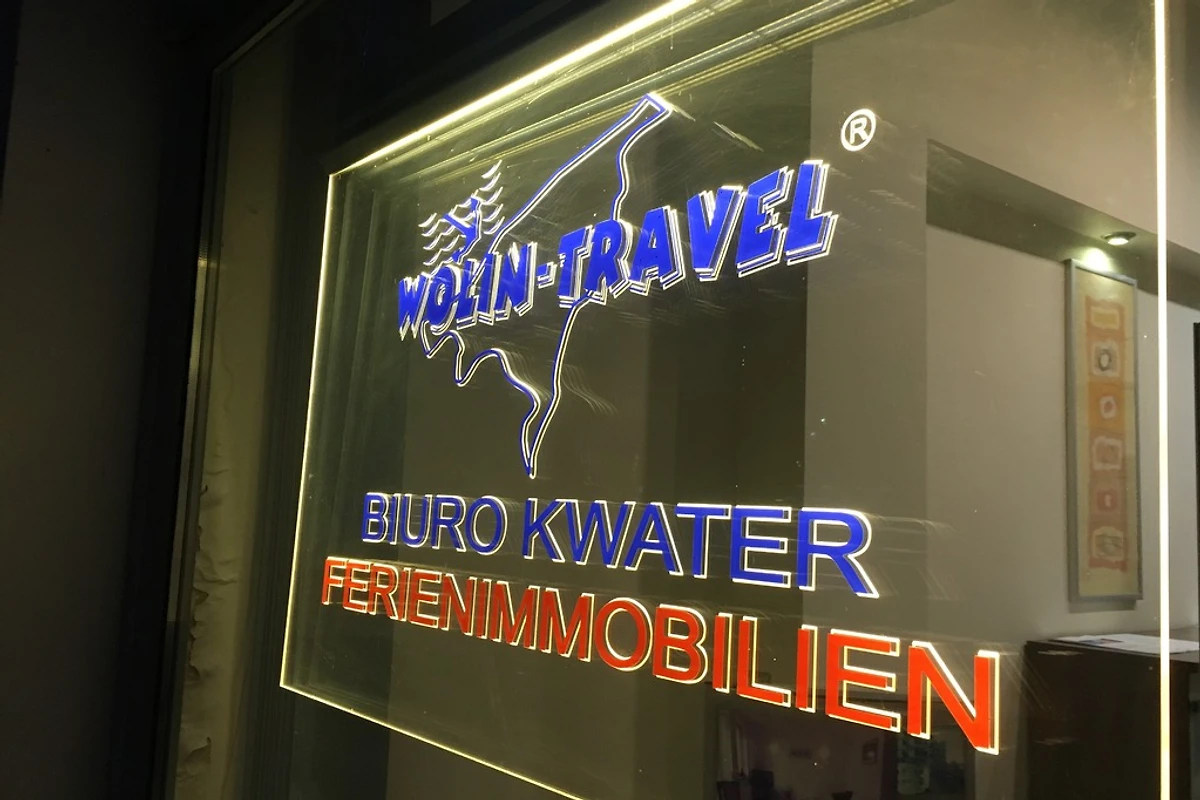 ®
WOLIN-TRAVEL
BIURO KWATER
FERIENIMMOBILIEN